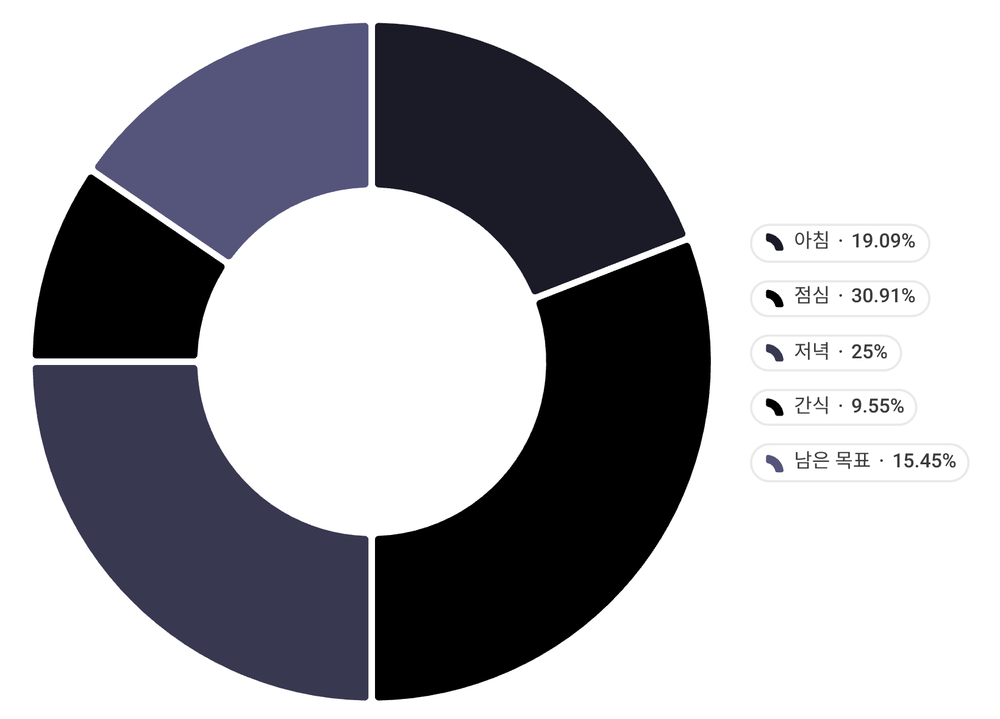 아침 · 19.09%
점심 · 30.91%
저녁 · 25%
간식 · 9.55%
남은 목표 · 15.45%